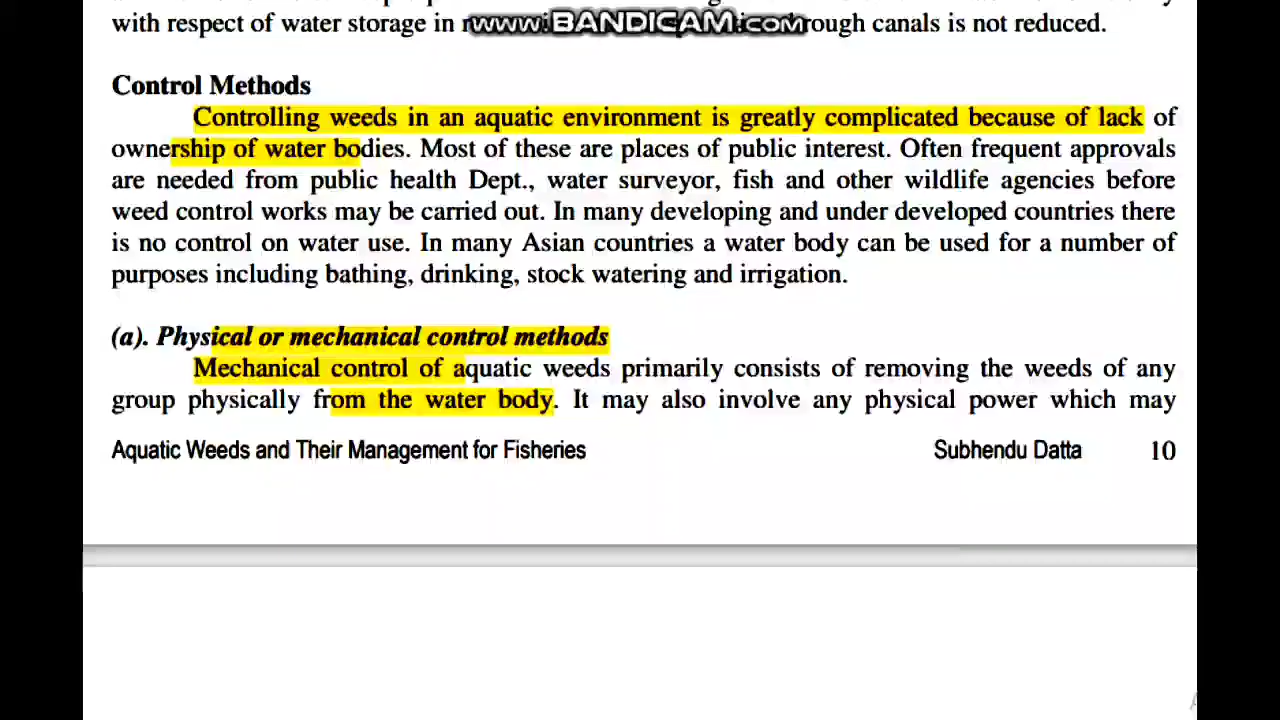 www.BANDICAM.com
with respect of water storage in through canals is not reduced.
Control Methods
Controlling weeds in an aquatic environment is greatly complicated because of lack of
ownership of water bodies. Most of these are places of public interest. Often frequent approvals
are needed from public health Dept., water surveyor, fish and other wildlife agencies before
weed control works may be carried out. In many developing and under developed countries there
is no control on water use. In many Asian countries a water body can be used for a number of
purposes including bathing, drinking, stock watering and irrigation.
(a). Physical or mechanical control methods
Mechanical control of aquatic weeds primarily consists of removing the weeds of any
group physically from the water body. It may also involve any physical power which may
Aquatic Weeds and Their Management for Fisheries Subhendu Datta 10